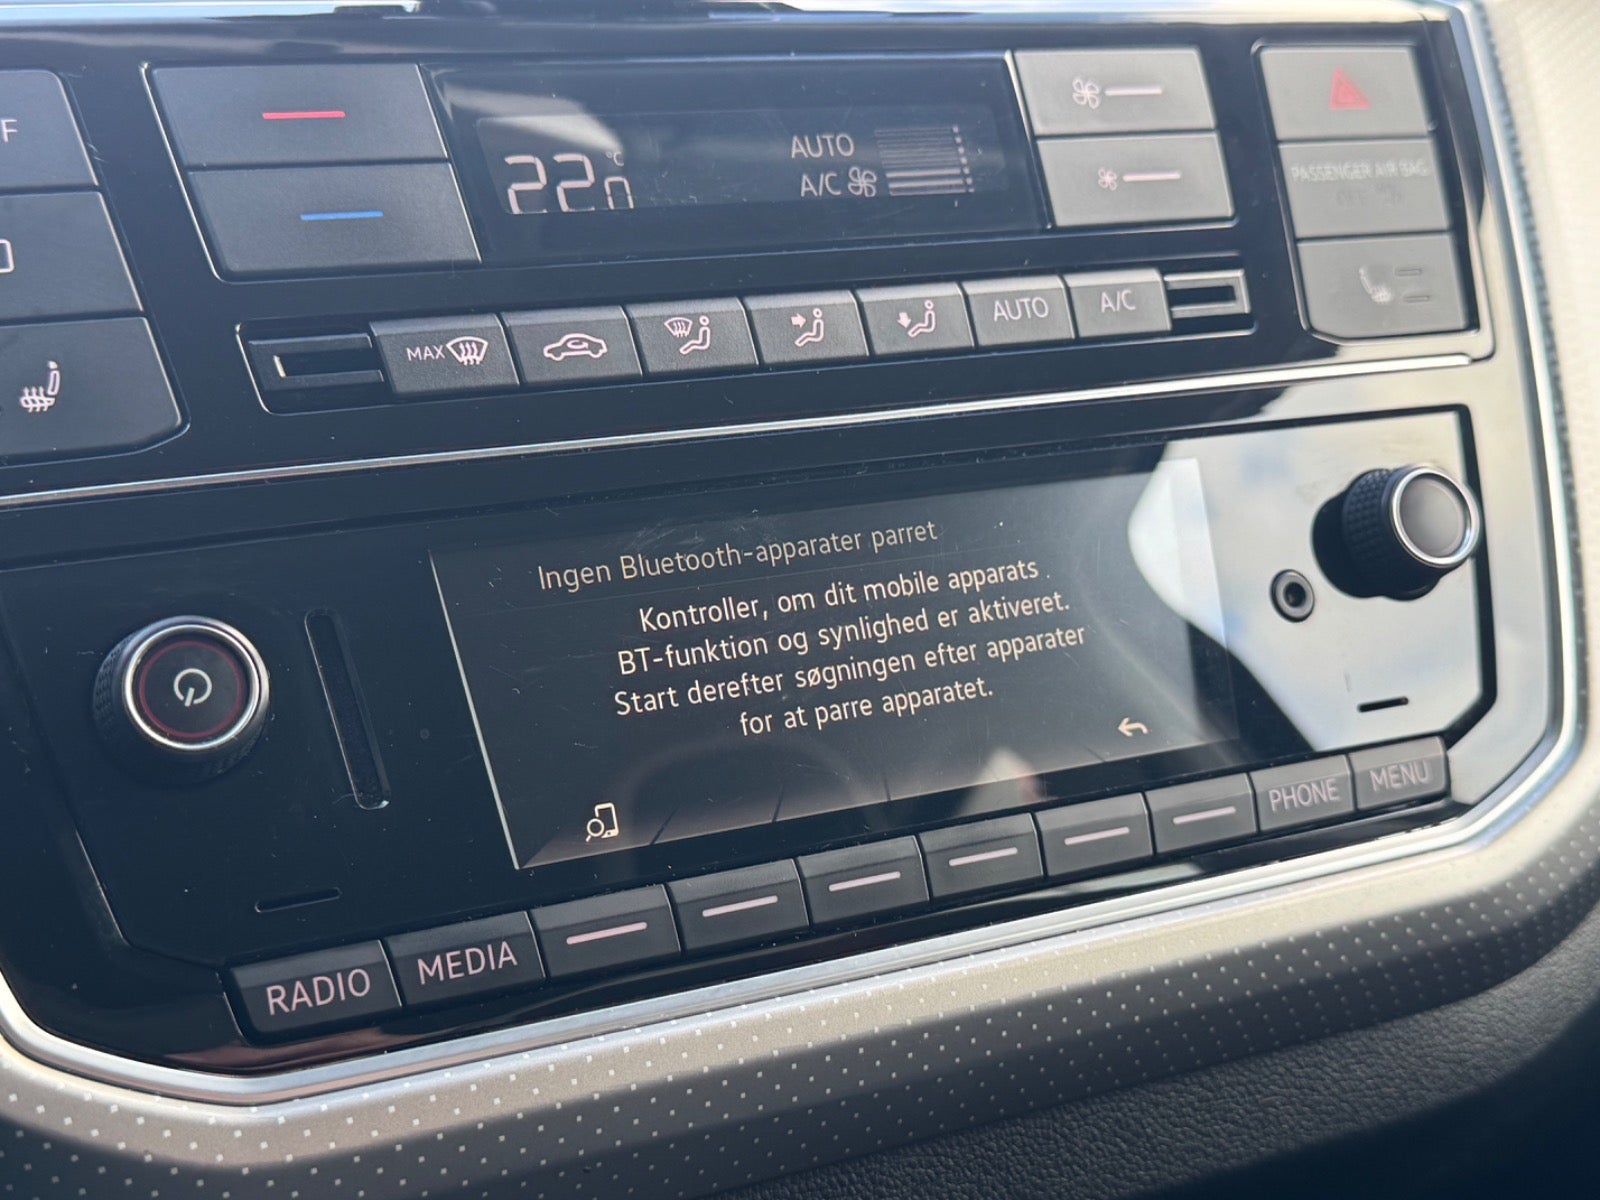 F
22
°C
AUTO
A/C
PASSENGER AIR BAG
MAX
AUTO
A/C
Ingen Bluetooth-apparater parret
Kontroller, om dit mobile apparats
BT-funktion og synlighed er aktiveret.
Start derefter søgningen efter apparater
for at parre apparatet.
RADIO
MEDIA
PHONE
MENU